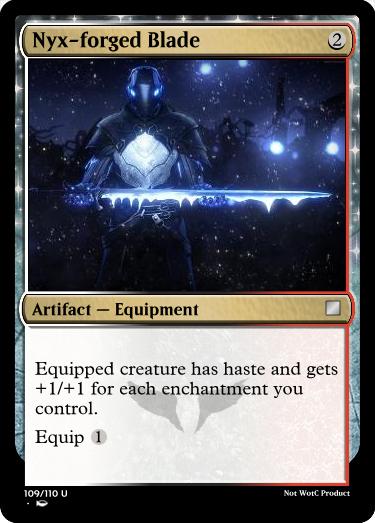 Nyx-forged Blade 2
Artifact — Equipment
Equipped creature has haste and gets
+1/+1 for each enchantment you
control.
Equip 1
109/110 U
Not WotC Product